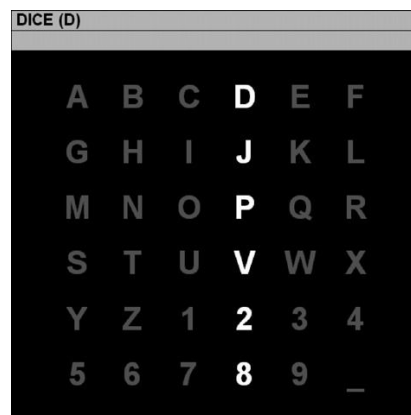 DICE (D)
A B C D E F
G H I J K L
M N O P Q R
S T U V W X
Y Z 1 2 3 4
5 6 7 8 9 _